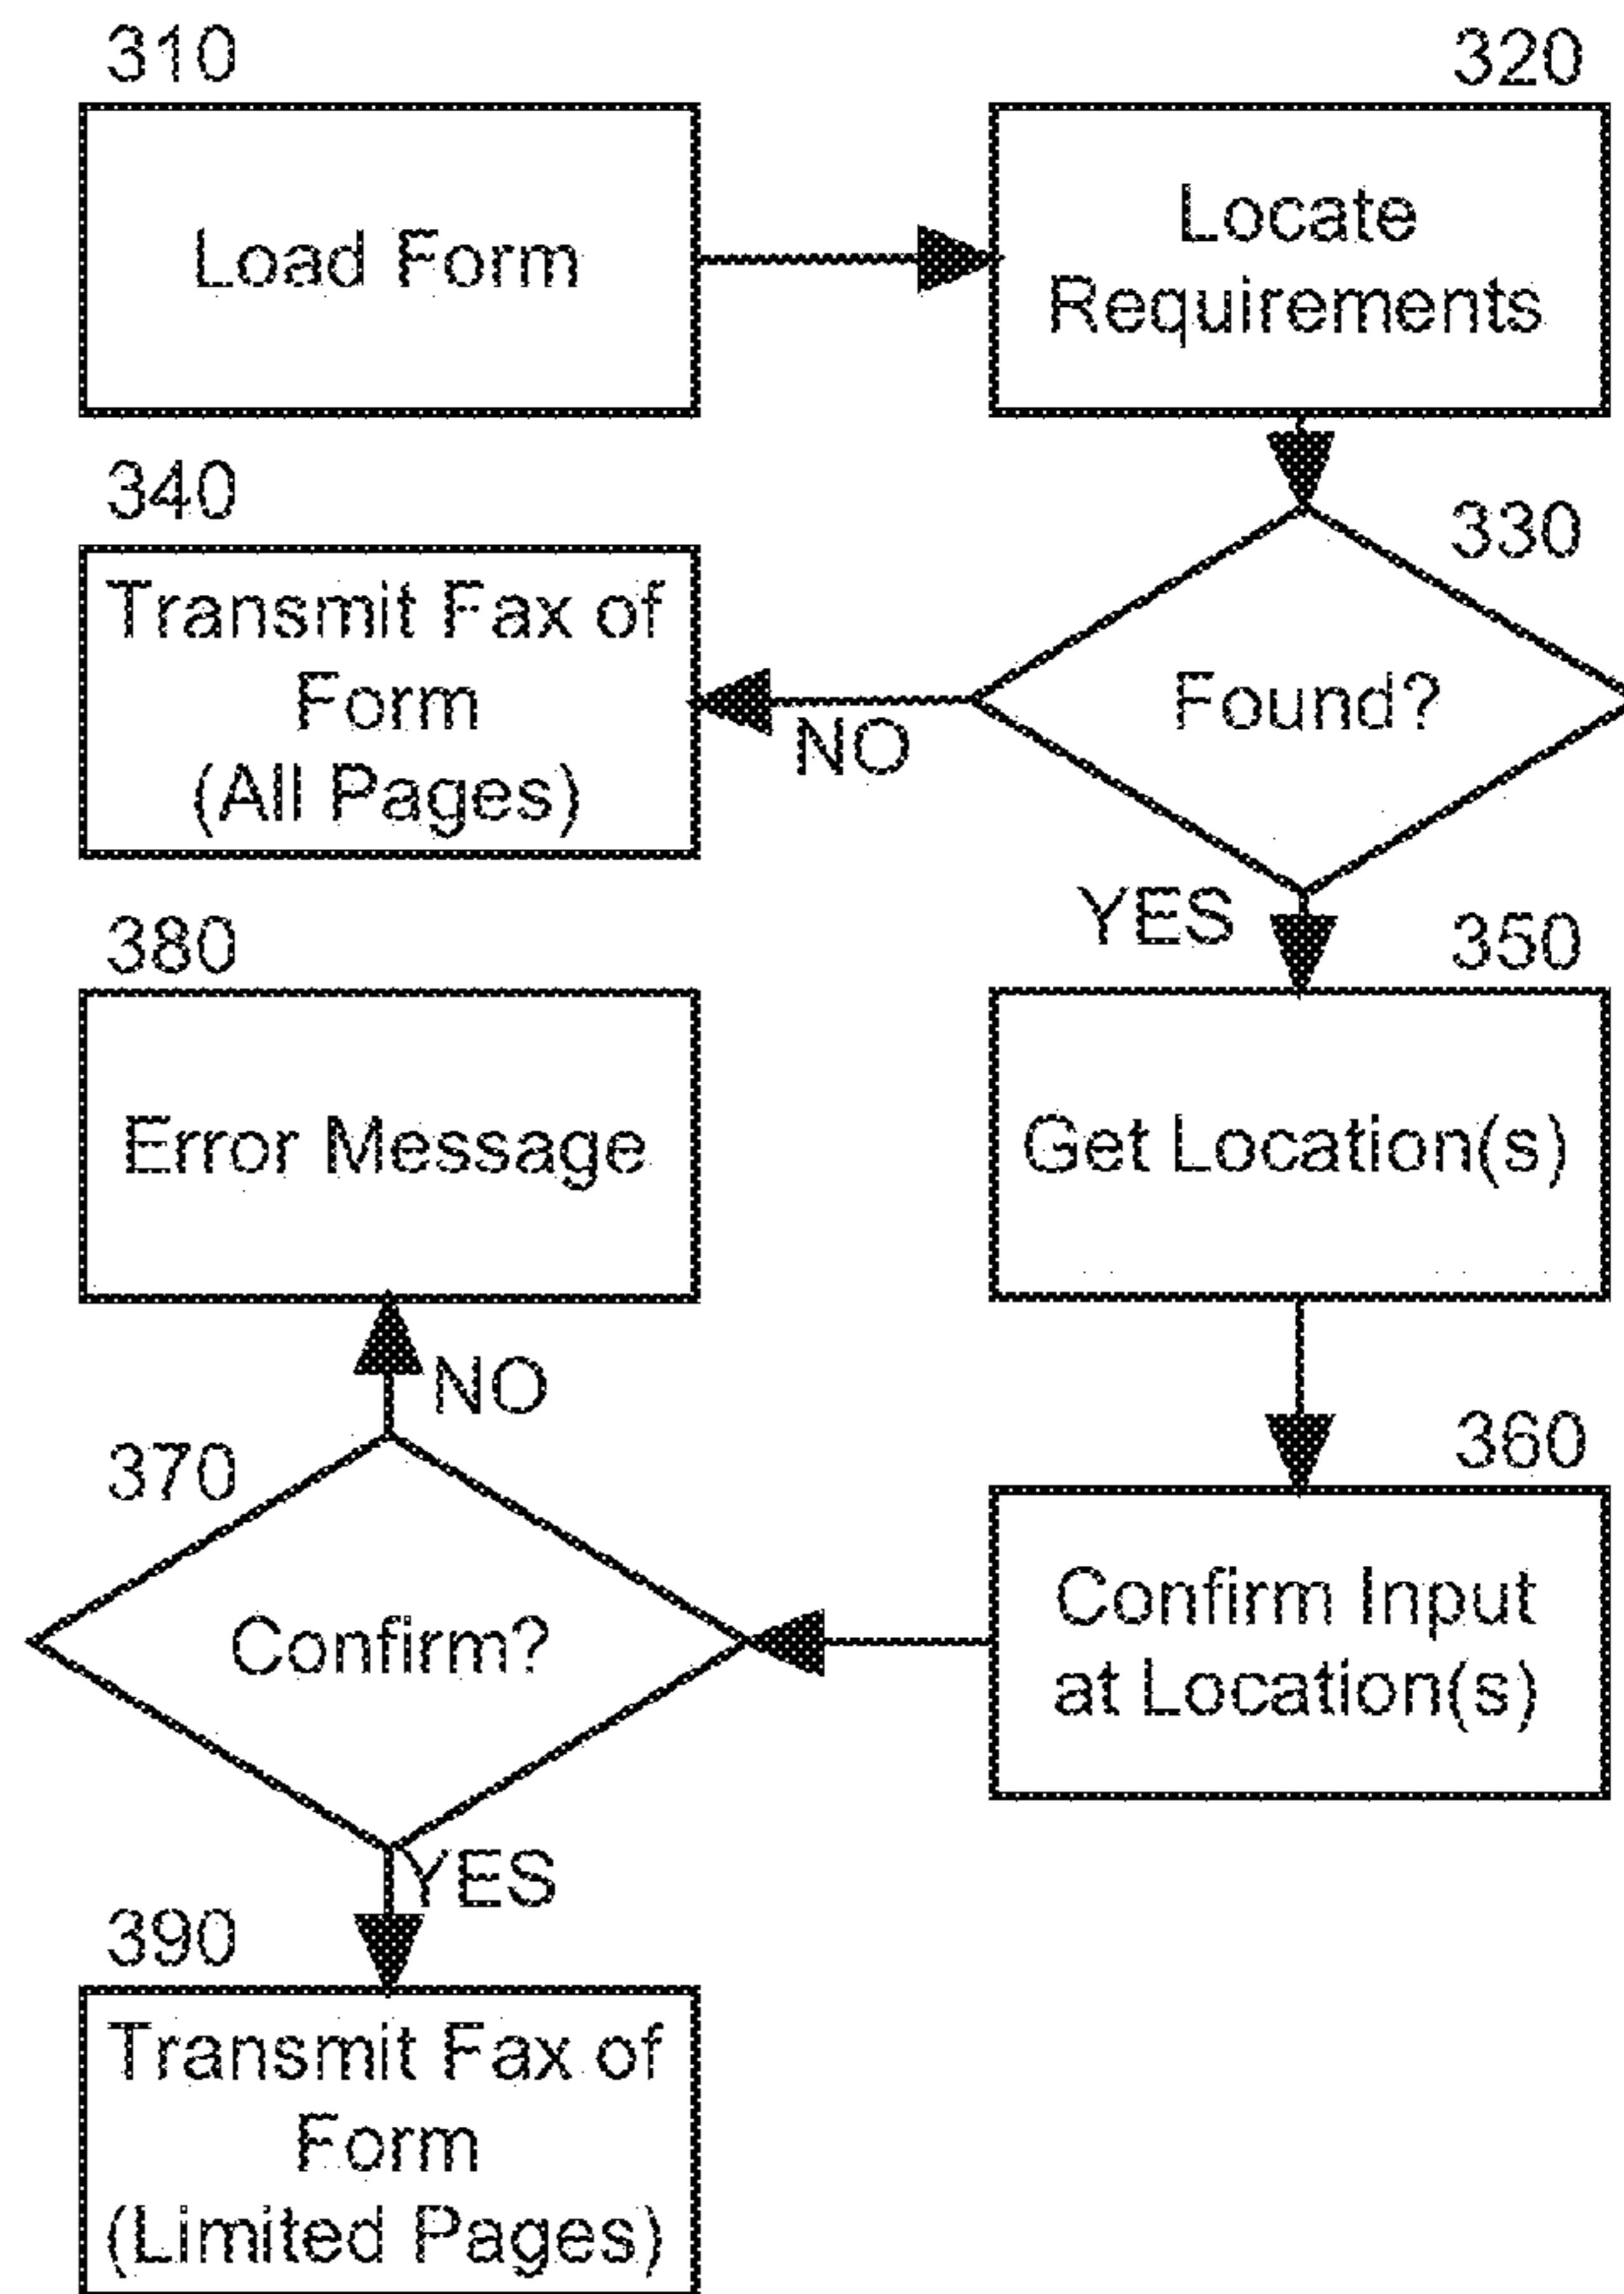 310
Load Form
320
Locate
Requirements
330
Found?
NO
340
Transmit Fax of
Form
(All Pages)
YES
350
Get Location(s)
360
Confirm Input
at Location(s)
370
Confirm?
NO
380
Error Message
YES
390
Transmit Fax of
Form
(Limited Pages)